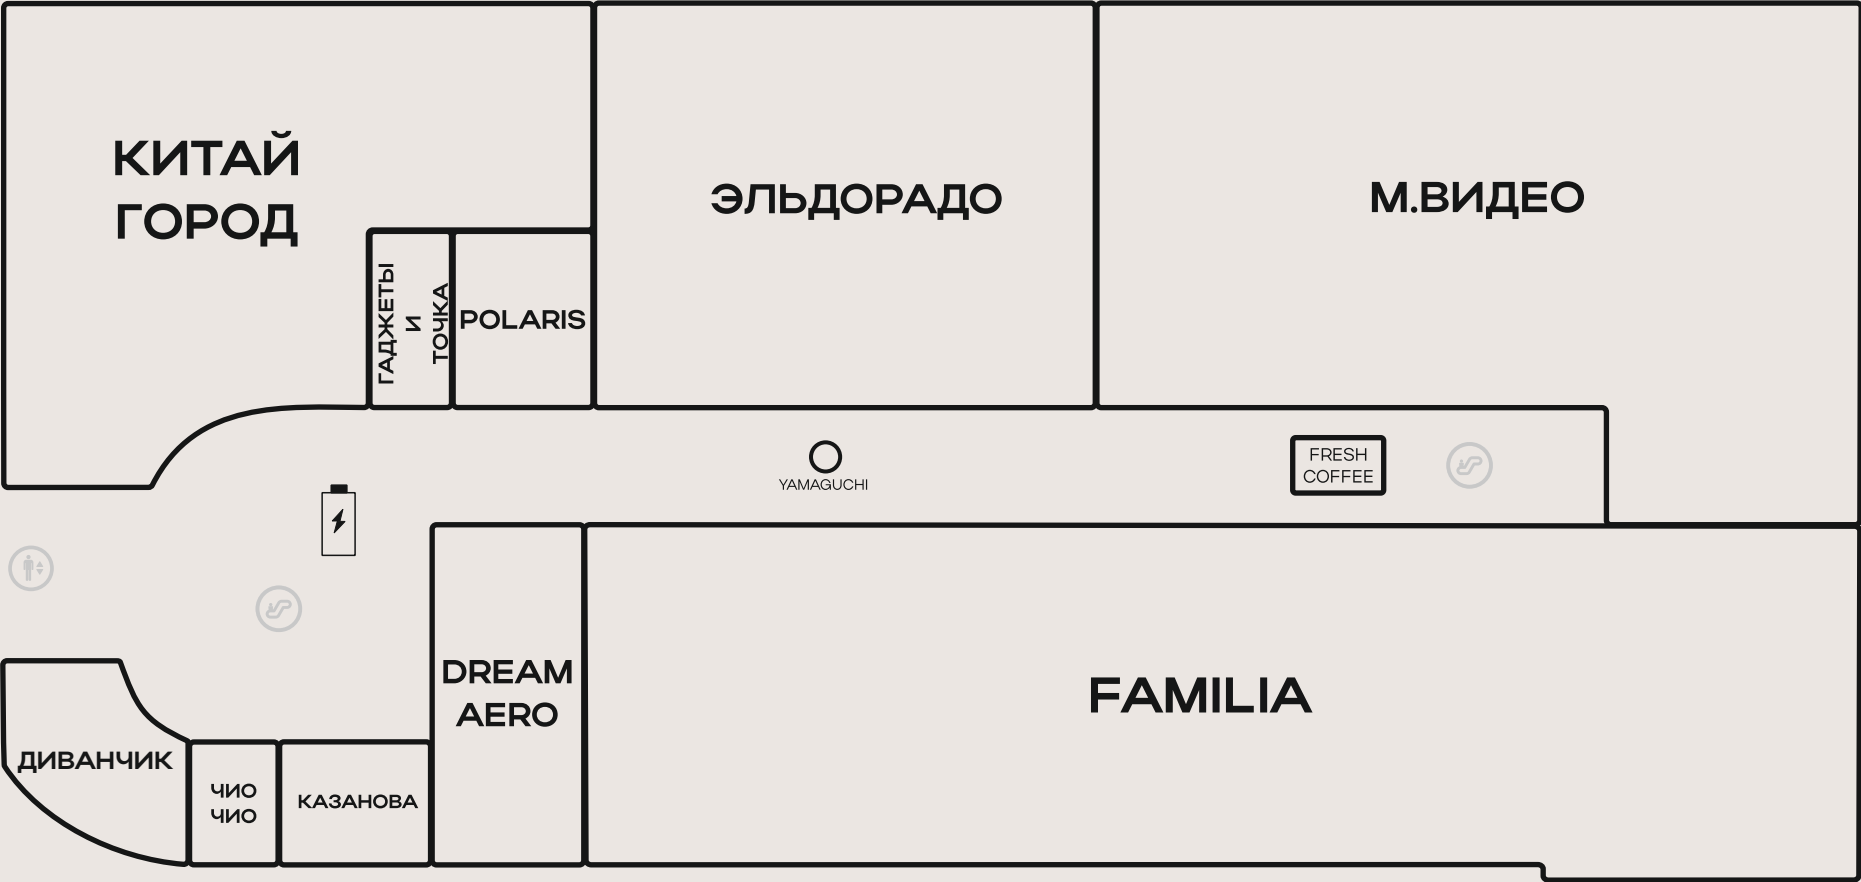 КИТАЙ
ГОРОД
ЭЛЬДОРАДО
М.ВИДЕО
ГАДЖЕТЫ
И
ТОЧКА
POLARIS
YAMAGUCHI
FRESH
COFFEE
DREAM
AERO
FAMILIA
ДИВАНЧИК
ЧИО
ЧИО
КАЗАНОВА